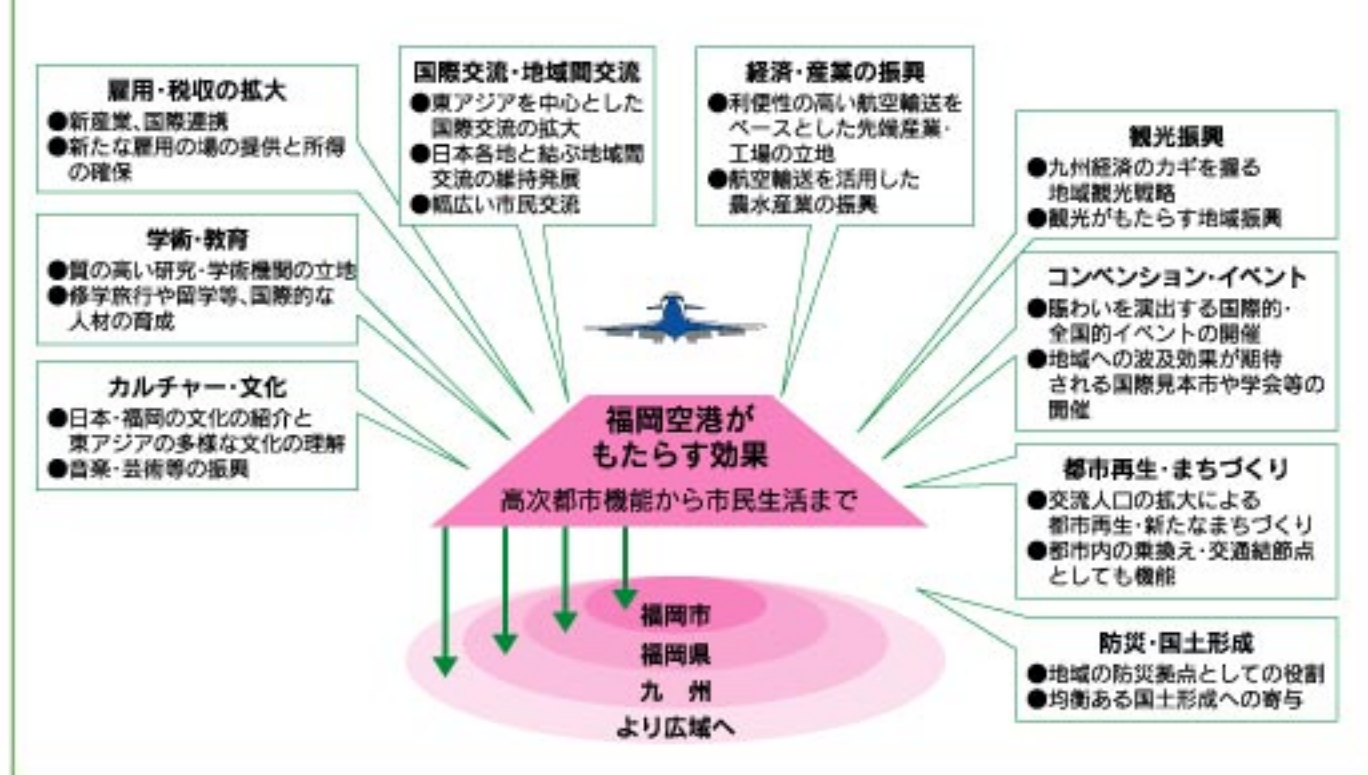 雇用・税収の拡大
●新産業、国際連携
●新たな雇用の場の提供と所得
の確保
国際交流・地域間交流
●東アジアを中心とした
国際交流の拡大
●日本各地と結ぶ地域間
交流の維持発展
●幅広い市民交流
経済・産業の振興
●利便性の高い航空輸送を
ベースとした先端産業・
工場の立地
●航空輸送を活用した
農水産業の振興
観光振興
●九州経済のカギを握る
地域観光戦略
●観光がもたらす地域振興
学術・教育
●質の高い研究・学術機関の立地
●修学旅行や留学等、国際的な
人材の育成
コンベンション・イベント
●賑わいを演出する国際的・
全国的イベントの開催
●地域への波及効果が期待
される国際見本市や学会等の
開催
カルチャー・文化
●日本・福岡の文化の紹介と
東アジアの多様な文化の理解
●音楽・芸術等の振興
福岡空港が
もたらす効果
高次都市機能から市民生活まで
都市再生・まちづくり
●交流人口の拡大による
都市再生・新たなまちづくり
●都市内の乗換え・交通結節点
としても機能
防災・国土形成
●地域の防災拠点としての役割
●均衡ある国土形成への寄与
福岡市
福岡県
九 州
より広域へ